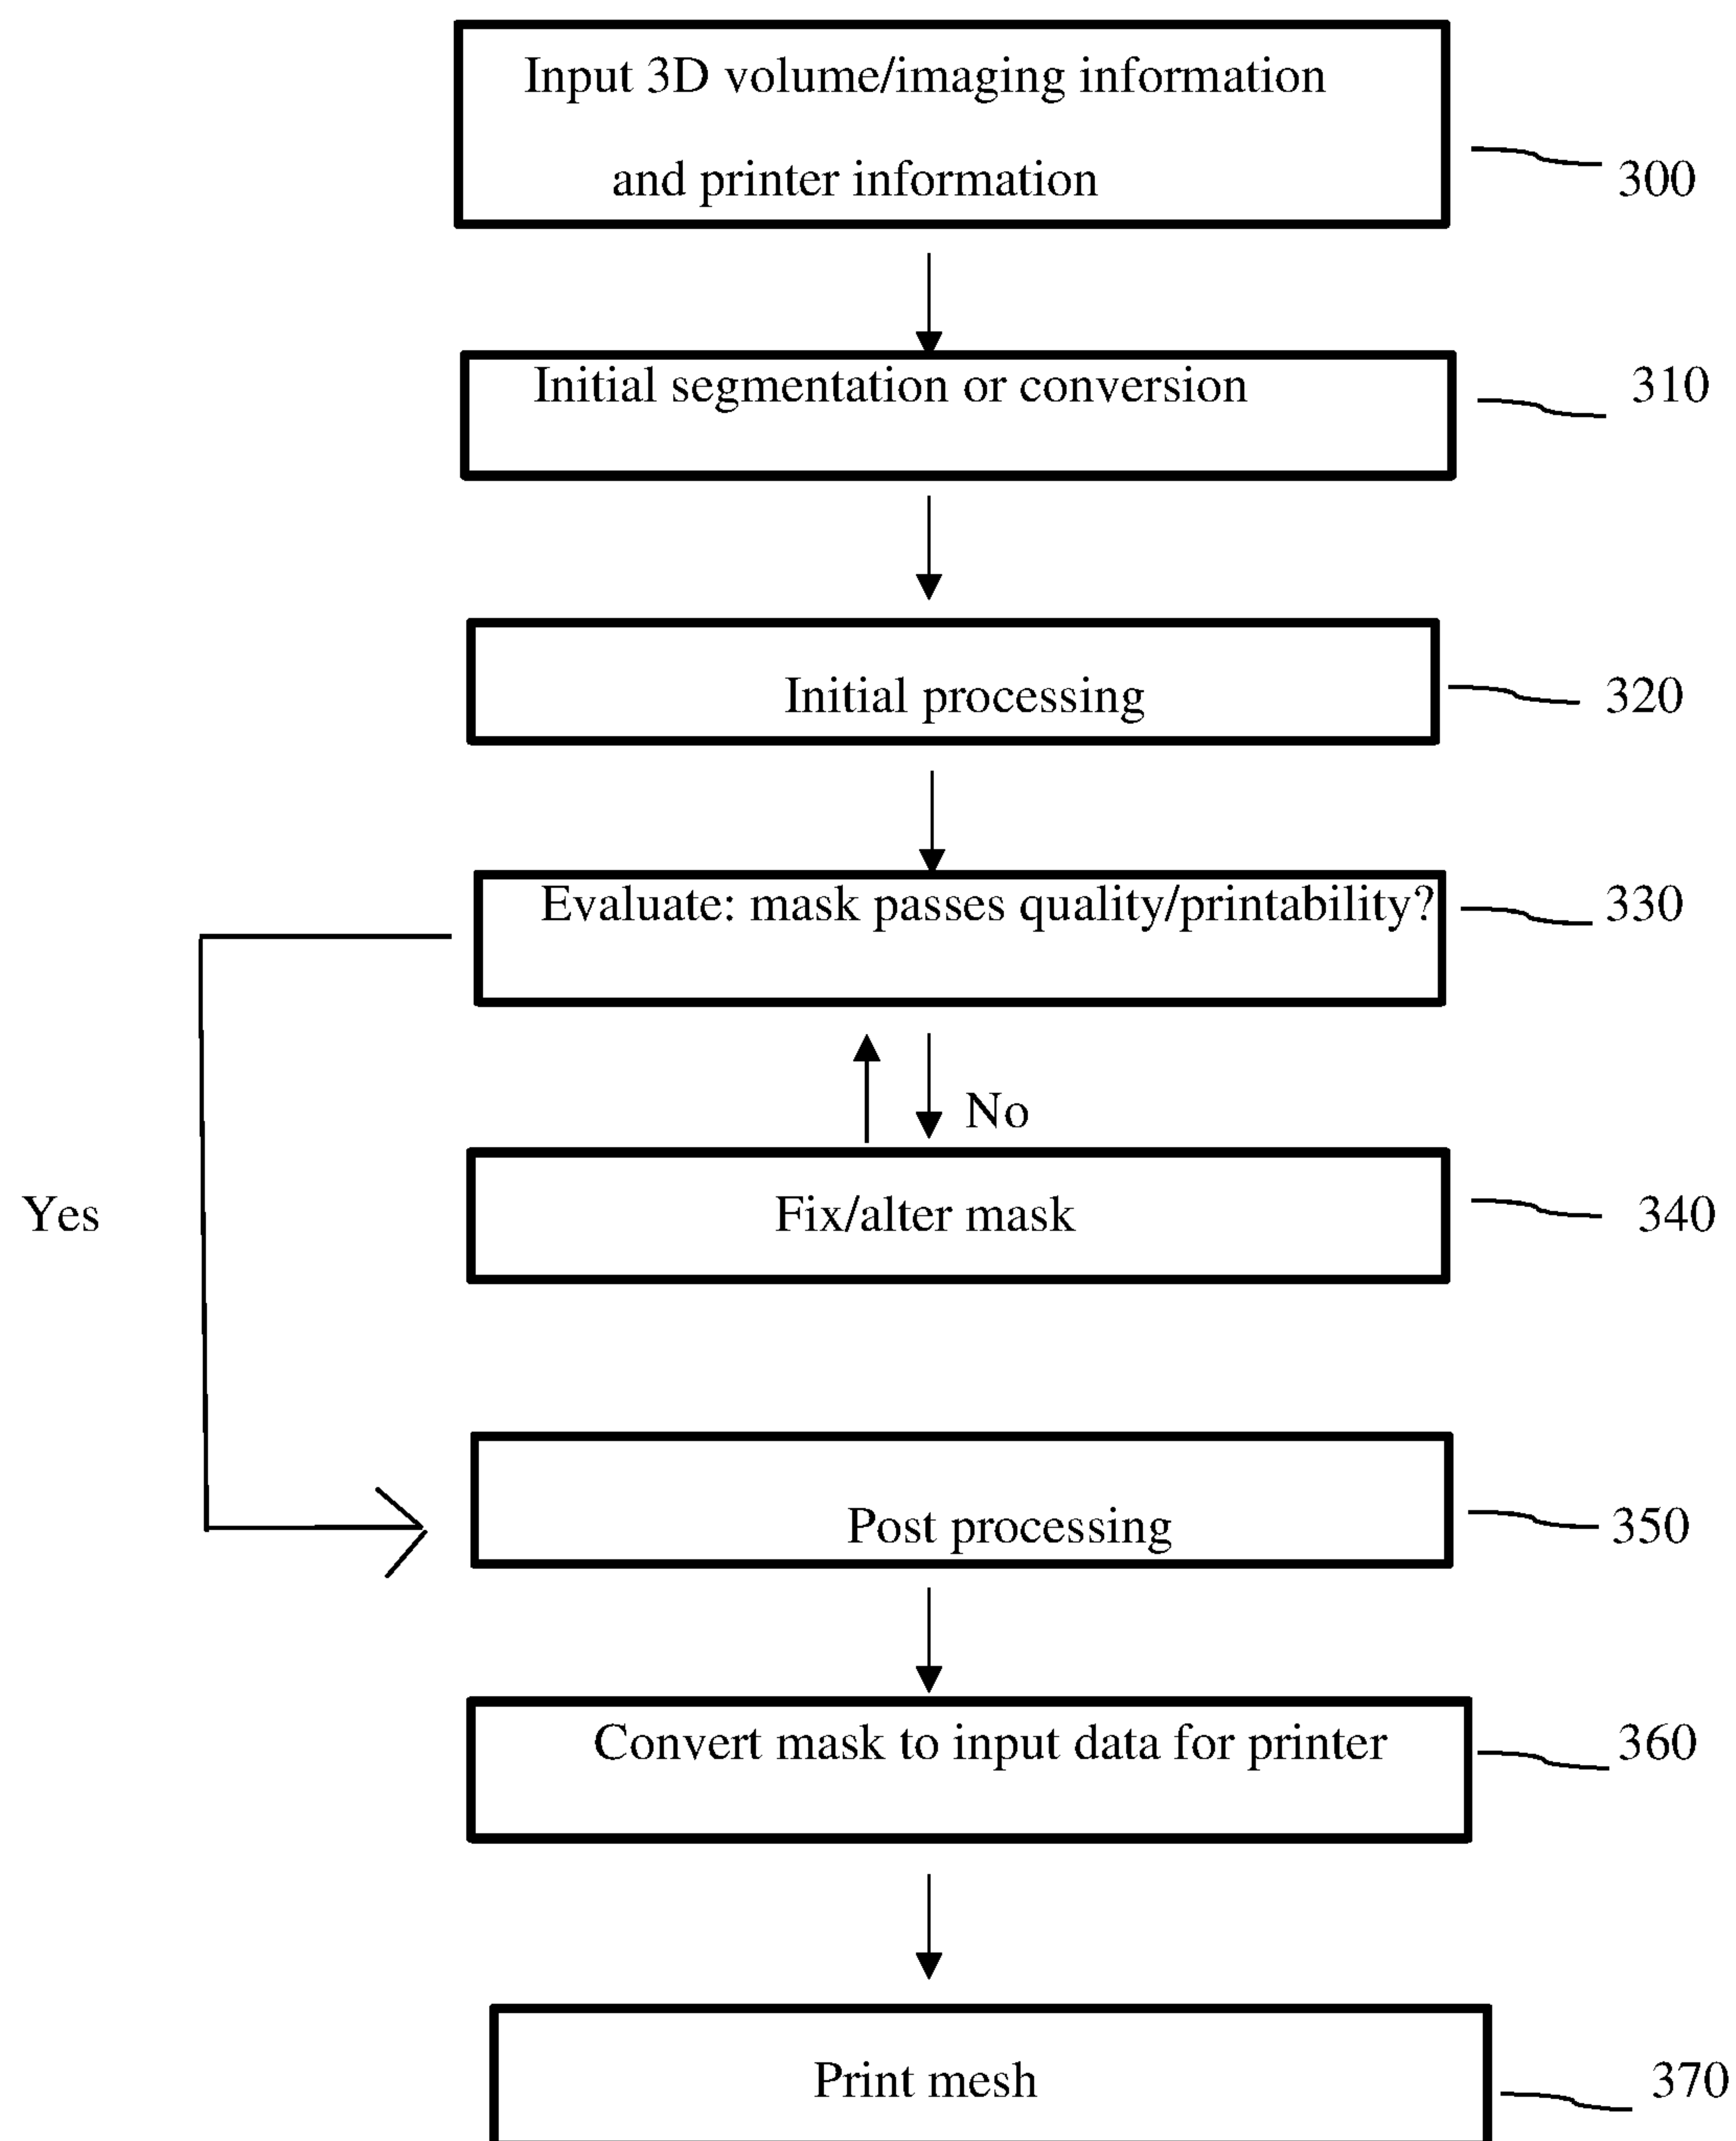 Input 3D volume/imaging information
and printer information
300
Initial segmentation or conversion
310
Initial processing
320
Evaluate: mask passes quality/printability?
330
No
Yes
Fix/alter mask
340
Post processing
350
Convert mask to input data for printer
360
Print mesh
370